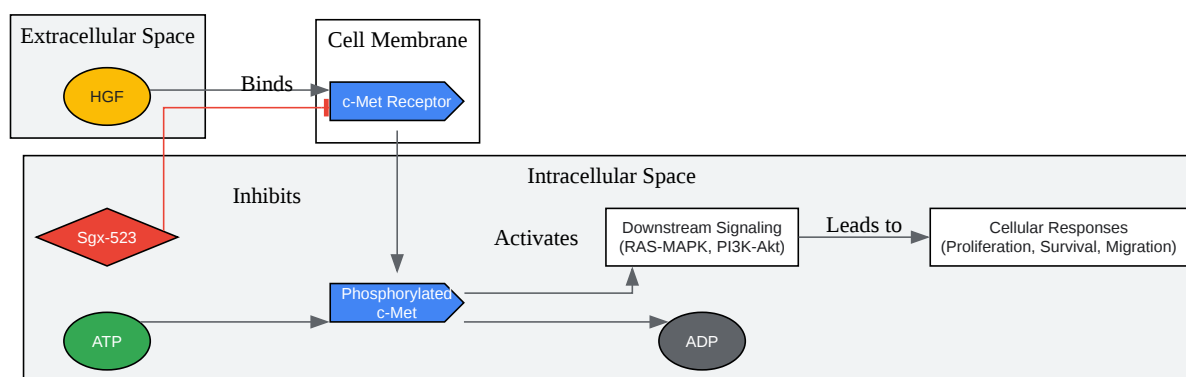 Extracellular Space
Cell Membrane
HGF
Binds
c-Met Receptor
Intracellular Space
Inhibits
Sgx-523
Activates
Downstream Signaling
(RAS-MAPK, PI3K-Akt)
Leads to
Cellular Responses
(Proliferation, Survival, Migration)
Phosphorylated
c-Met
ATP
ADP